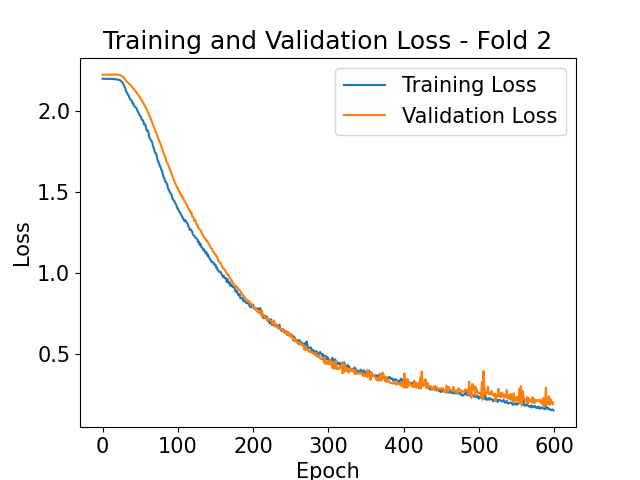 Training and Validation Loss - Fold 2
Training Loss
Validation Loss
Loss
2.0
1.5
1.0
0.5
0 100 200 300 400 500 600
Epoch